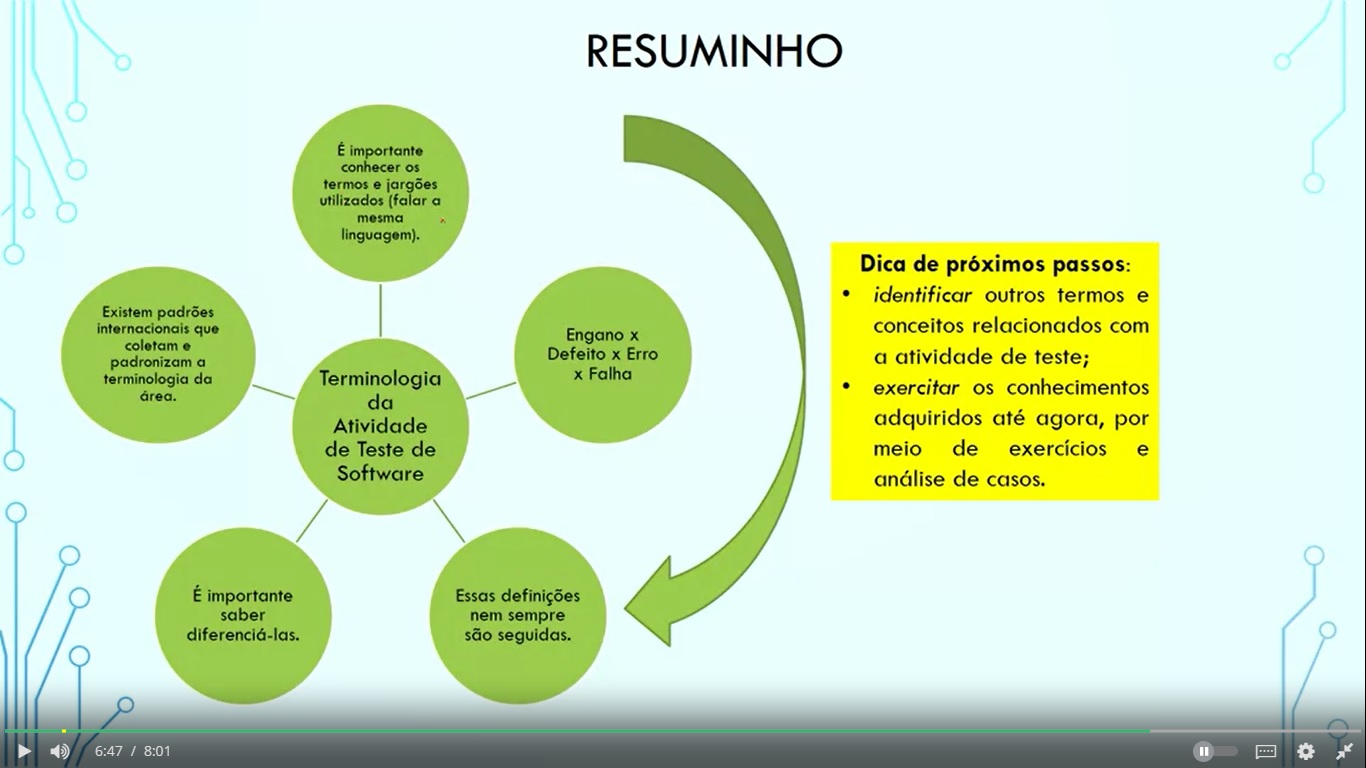 RESUMINHO
É importante
conhecer os
termos e jargões
utilizados (falar a
mesma
linguagem).
Engano x
Defeito x Erro
x Falha
Essas definições
nem sempre
são seguidas.
É importante
saber
diferenciá-las.
Existem padrões
internacionais que
coletam e
padronizam a
terminologia da
área.
Terminologia
da
Atividade
de Teste de
Software
Dica de próximos passos:
• identificar outros termos e
conceitos relacionados com
a atividade de teste;
• exercitar os conhecimentos
adquiridos até agora, por
meio de exercícios e
análise de casos.
6:47 / 8:01